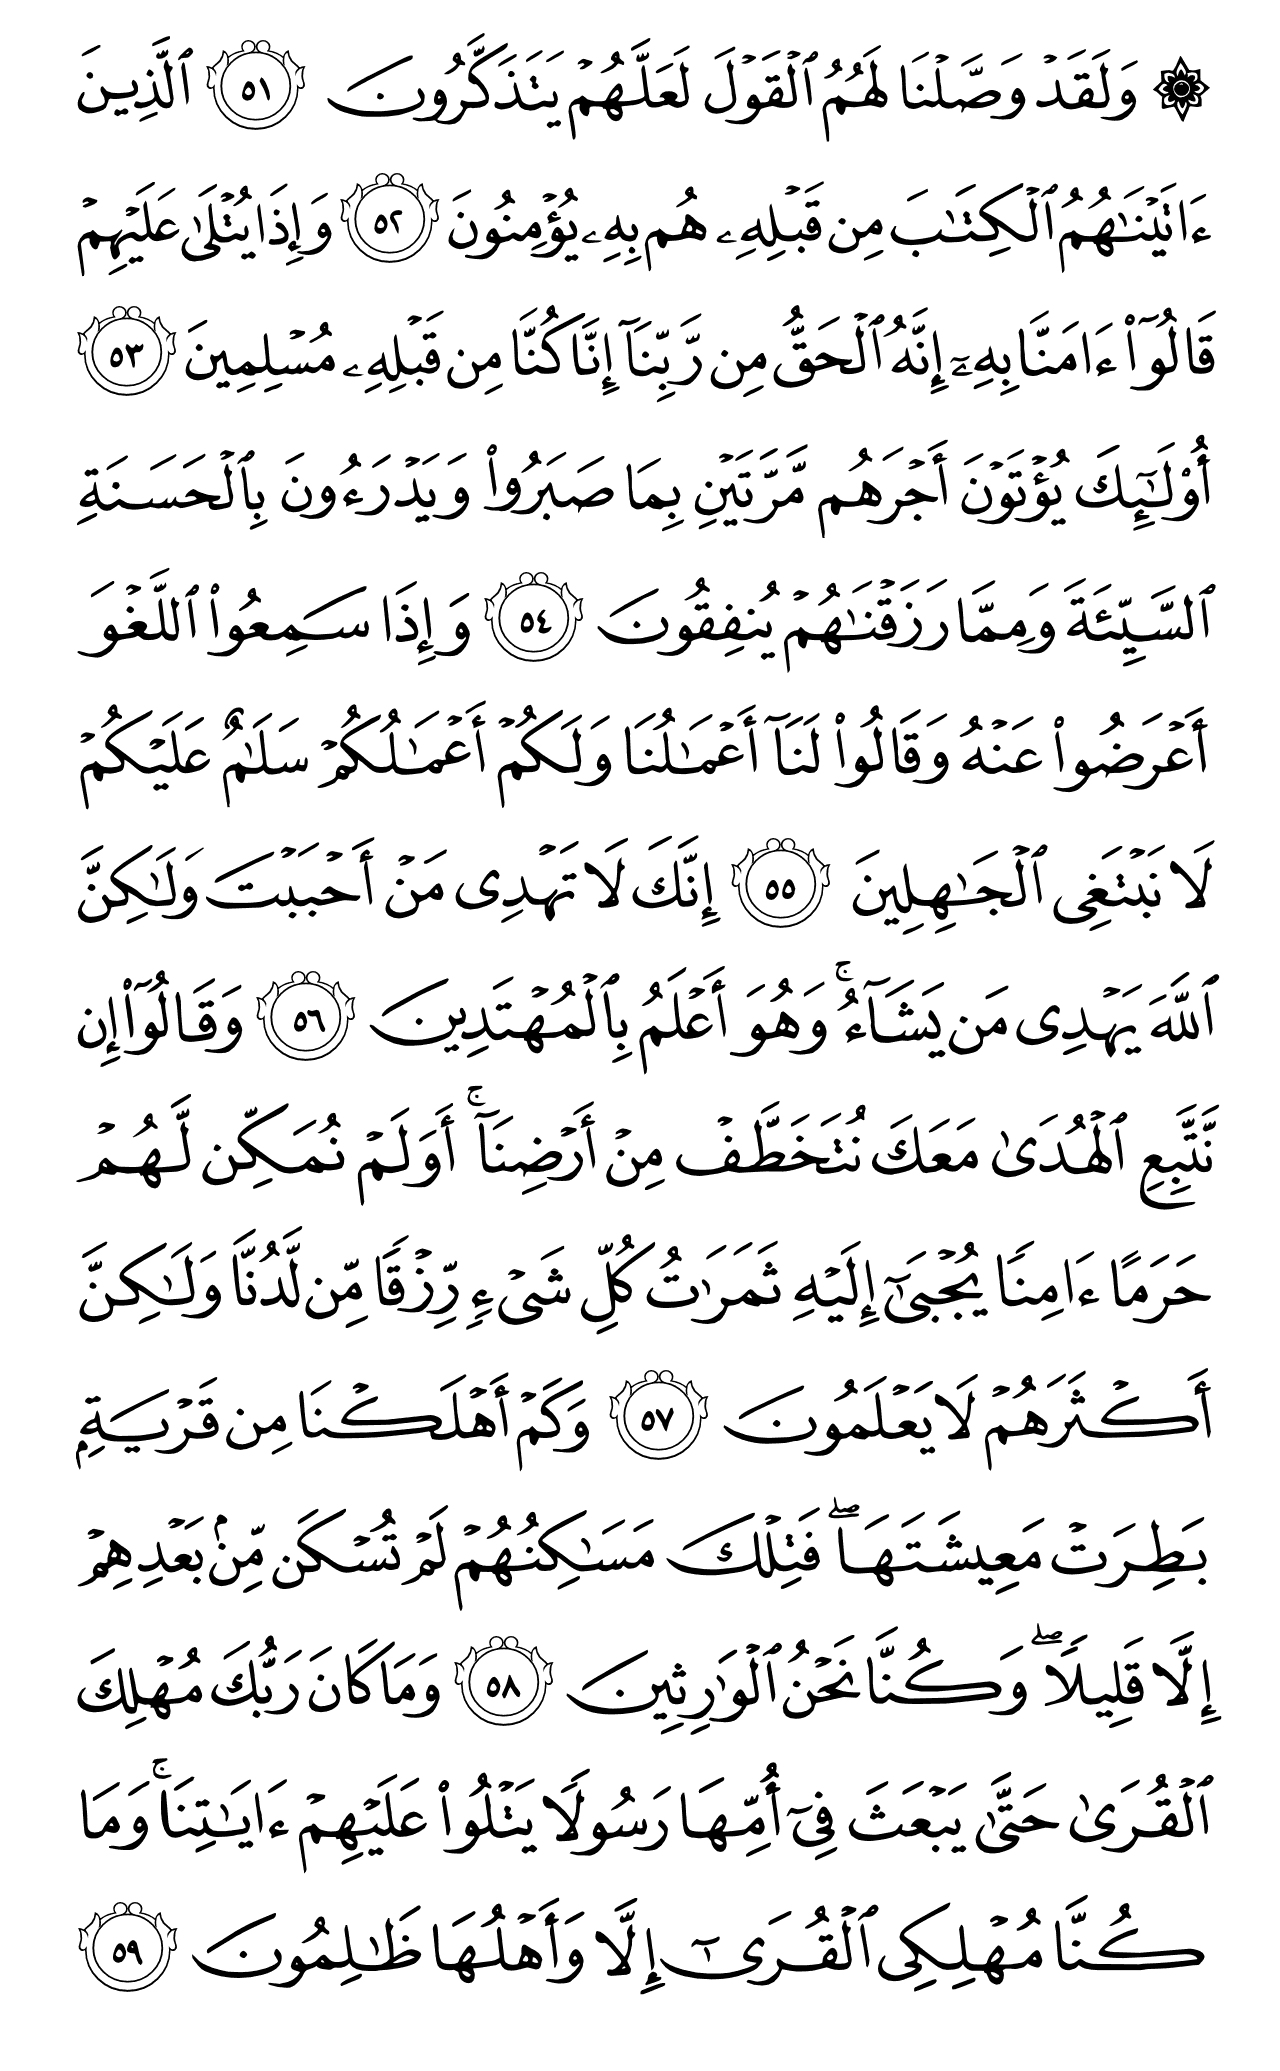 ۞ وَلَقَدۡ وَصَّلۡنَا لَهُمُ ٱلۡقَوۡلَ لَعَلَّهُمۡ يَتَذَكَّرُونَ ٥١ ٱلَّذِينَ
ءَاتَيۡنَٰهُمُ ٱلۡكِتَٰبَ مِن قَبۡلِهِۦ هُم بِهِۦ يُؤۡمِنُونَ ٥٢ وَإِذَا يُتۡلَىٰ عَلَيۡهِمۡ
قَالُوٓاْ ءَامَنَّا بِهِۦٓ إِنَّهُ ٱلۡحَقُّ مِن رَّبِّنَآ إِنَّا كُنَّا مِن قَبۡلِهِۦ مُسۡلِمِينَ ٥٣
أُوْلَٰٓئِكَ يُؤۡتَوۡنَ أَجۡرَهُم مَّرَّتَيۡنِ بِمَا صَبَرُواْ وَيَدۡرَءُونَ بِٱلۡحَسَنَةِ
ٱلسَّيِّئَةَ وَمِمَّا رَزَقۡنَٰهُمۡ يُنفِقُونَ ٥٤ وَإِذَا سَمِعُواْ ٱللَّغۡوَ
أَعۡرَضُواْ عَنۡهُ وَقَالُواْ لَنَآ أَعۡمَٰلُنَا وَلَكُمۡ أَعۡمَٰلُكُمۡ سَلَٰمٌ عَلَيۡكُمۡ
لَا نَبۡتَغِي ٱلۡجَٰهِلِينَ ٥٥ إِنَّكَ لَا تَهۡدِي مَنۡ أَحۡبَبۡتَ وَلَٰكِنَّ
ٱللَّهَ يَهۡدِي مَن يَشَآءُۚ وَهُوَ أَعۡلَمُ بِٱلۡمُهۡتَدِينَ ٥٦ وَقَالُوٓاْ إِن
نَّتَّبِعِ ٱلۡهُدَىٰ مَعَكَ نُتَخَطَّفۡ مِنۡ أَرۡضِنَآۚ أَوَلَمۡ نُمَكِّن لَّهُمۡ
حَرَمًا ءَامِنٗا يُجۡبَىٰٓ إِلَيۡهِ ثَمَرَٰتُ كُلِّ شَيۡءٖ رِّزۡقٗا مِّن لَّدُنَّا وَلَٰكِنَّ
أَكۡثَرَهُمۡ لَا يَعۡلَمُونَ ٥٧ وَكَمۡ أَهۡلَكۡنَا مِن قَرۡيَةِۭ
بَطِرَتۡ مَعِيشَتَهَاۖ فَتِلۡكَ مَسَٰكِنُهُمۡ لَمۡ تُسۡكَن مِّنۢ بَعۡدِهِمۡ
إِلَّا قَلِيلٗاۖ وَكُنَّا نَحۡنُ ٱلۡوَٰرِثِينَ ٥٨ وَمَا كَانَ رَبُّكَ مُهۡلِكَ
ٱلۡقُرَىٰ حَتَّىٰ يَبۡعَثَ فِيٓ أُمِّهَا رَسُولٗا يَتۡلُواْ عَلَيۡهِمۡ ءَايَٰتِنَاۚ وَمَا
كُنَّا مُهۡلِكِي ٱلۡقُرَىٰٓ إِلَّا وَأَهۡلُهَا ظَٰلِمُونَ ٥٩